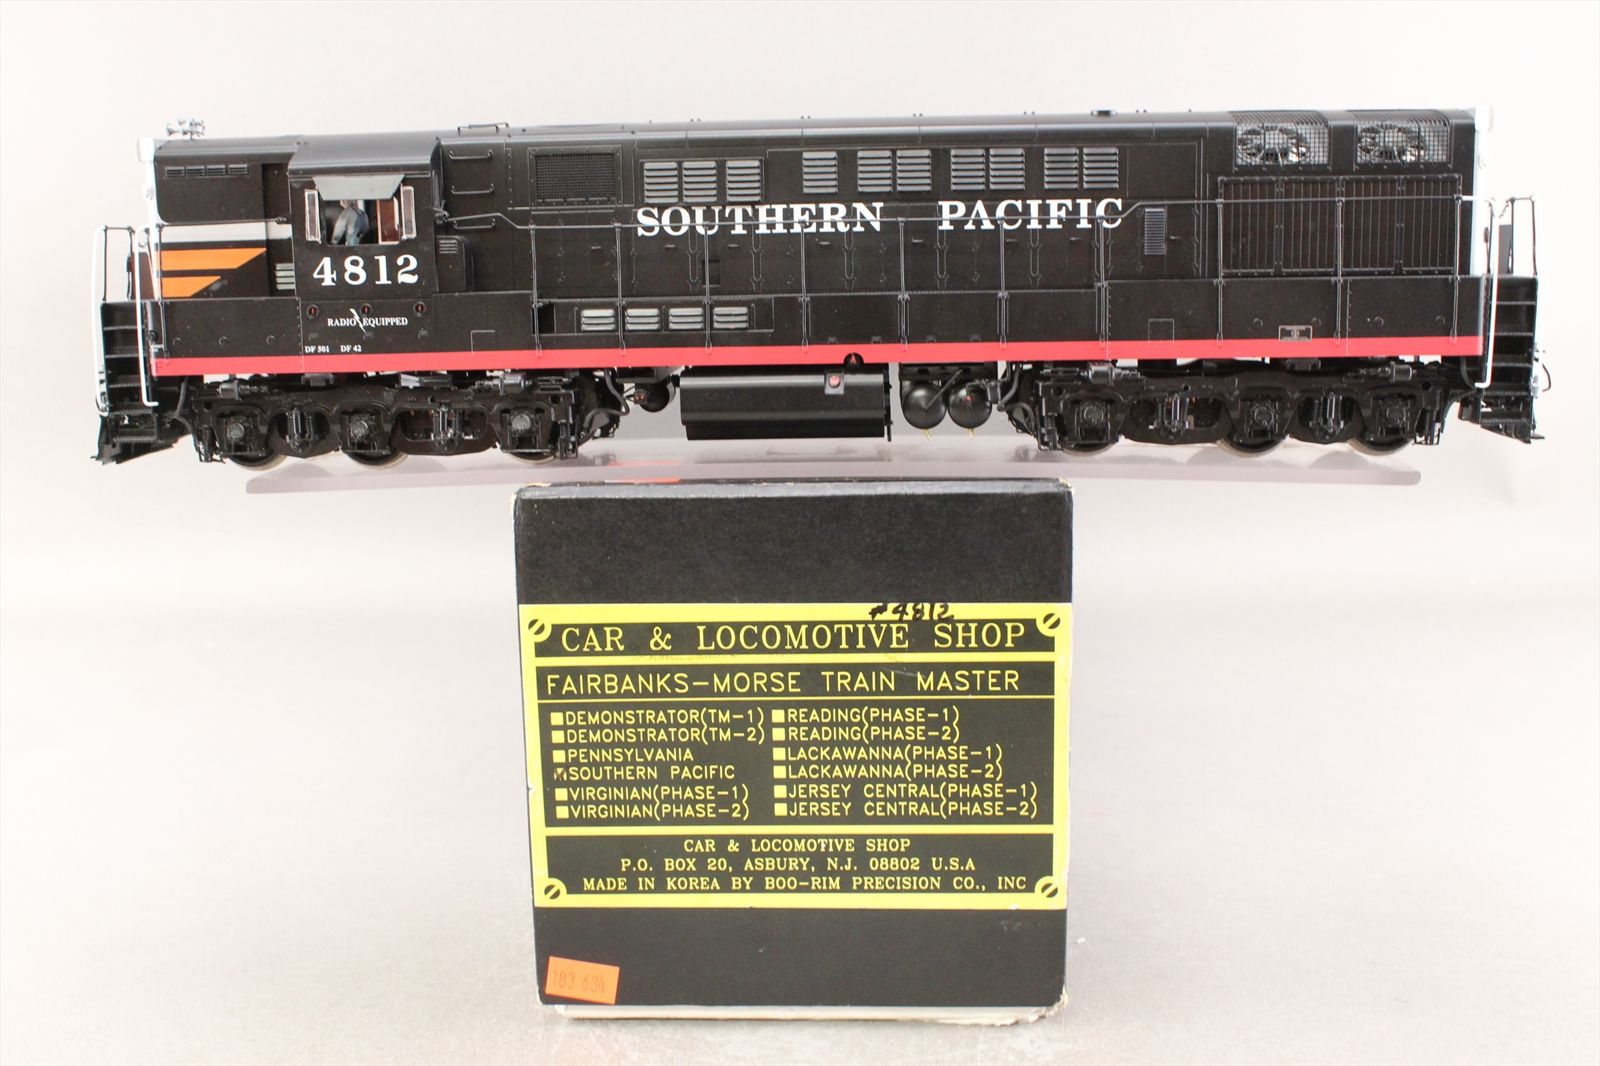 SOUTHERN PACIFIC
4812
RADIO EQUIPPED
DF 501 DF 42
#4812
CAR & LOCOMOTIVE SHOP
FAIRBANKS-MORSE TRAIN MASTER
DEMONSTRATOR(TM-1) READING(PHASE-1)
DEMONSTRATOR(TM-2) READING(PHASE-2)
PENNSYLVANIA LACKAWANNA(PHASE-1)
SOUTHERN PACIFIC LACKAWANNA(PHASE-2)
VIRGINIAN(PHASE-1) JERSEY CENTRAL(PHASE-1)
VIRGINIAN(PHASE-2) JERSEY CENTRAL(PHASE-2)
CAR & LOCOMOTIVE SHOP
P.O. BOX 20, ASBURY, N.J. 08802 U.S.A
MADE IN KOREA BY BOO-RIM PRECISION CO., INC
183 634